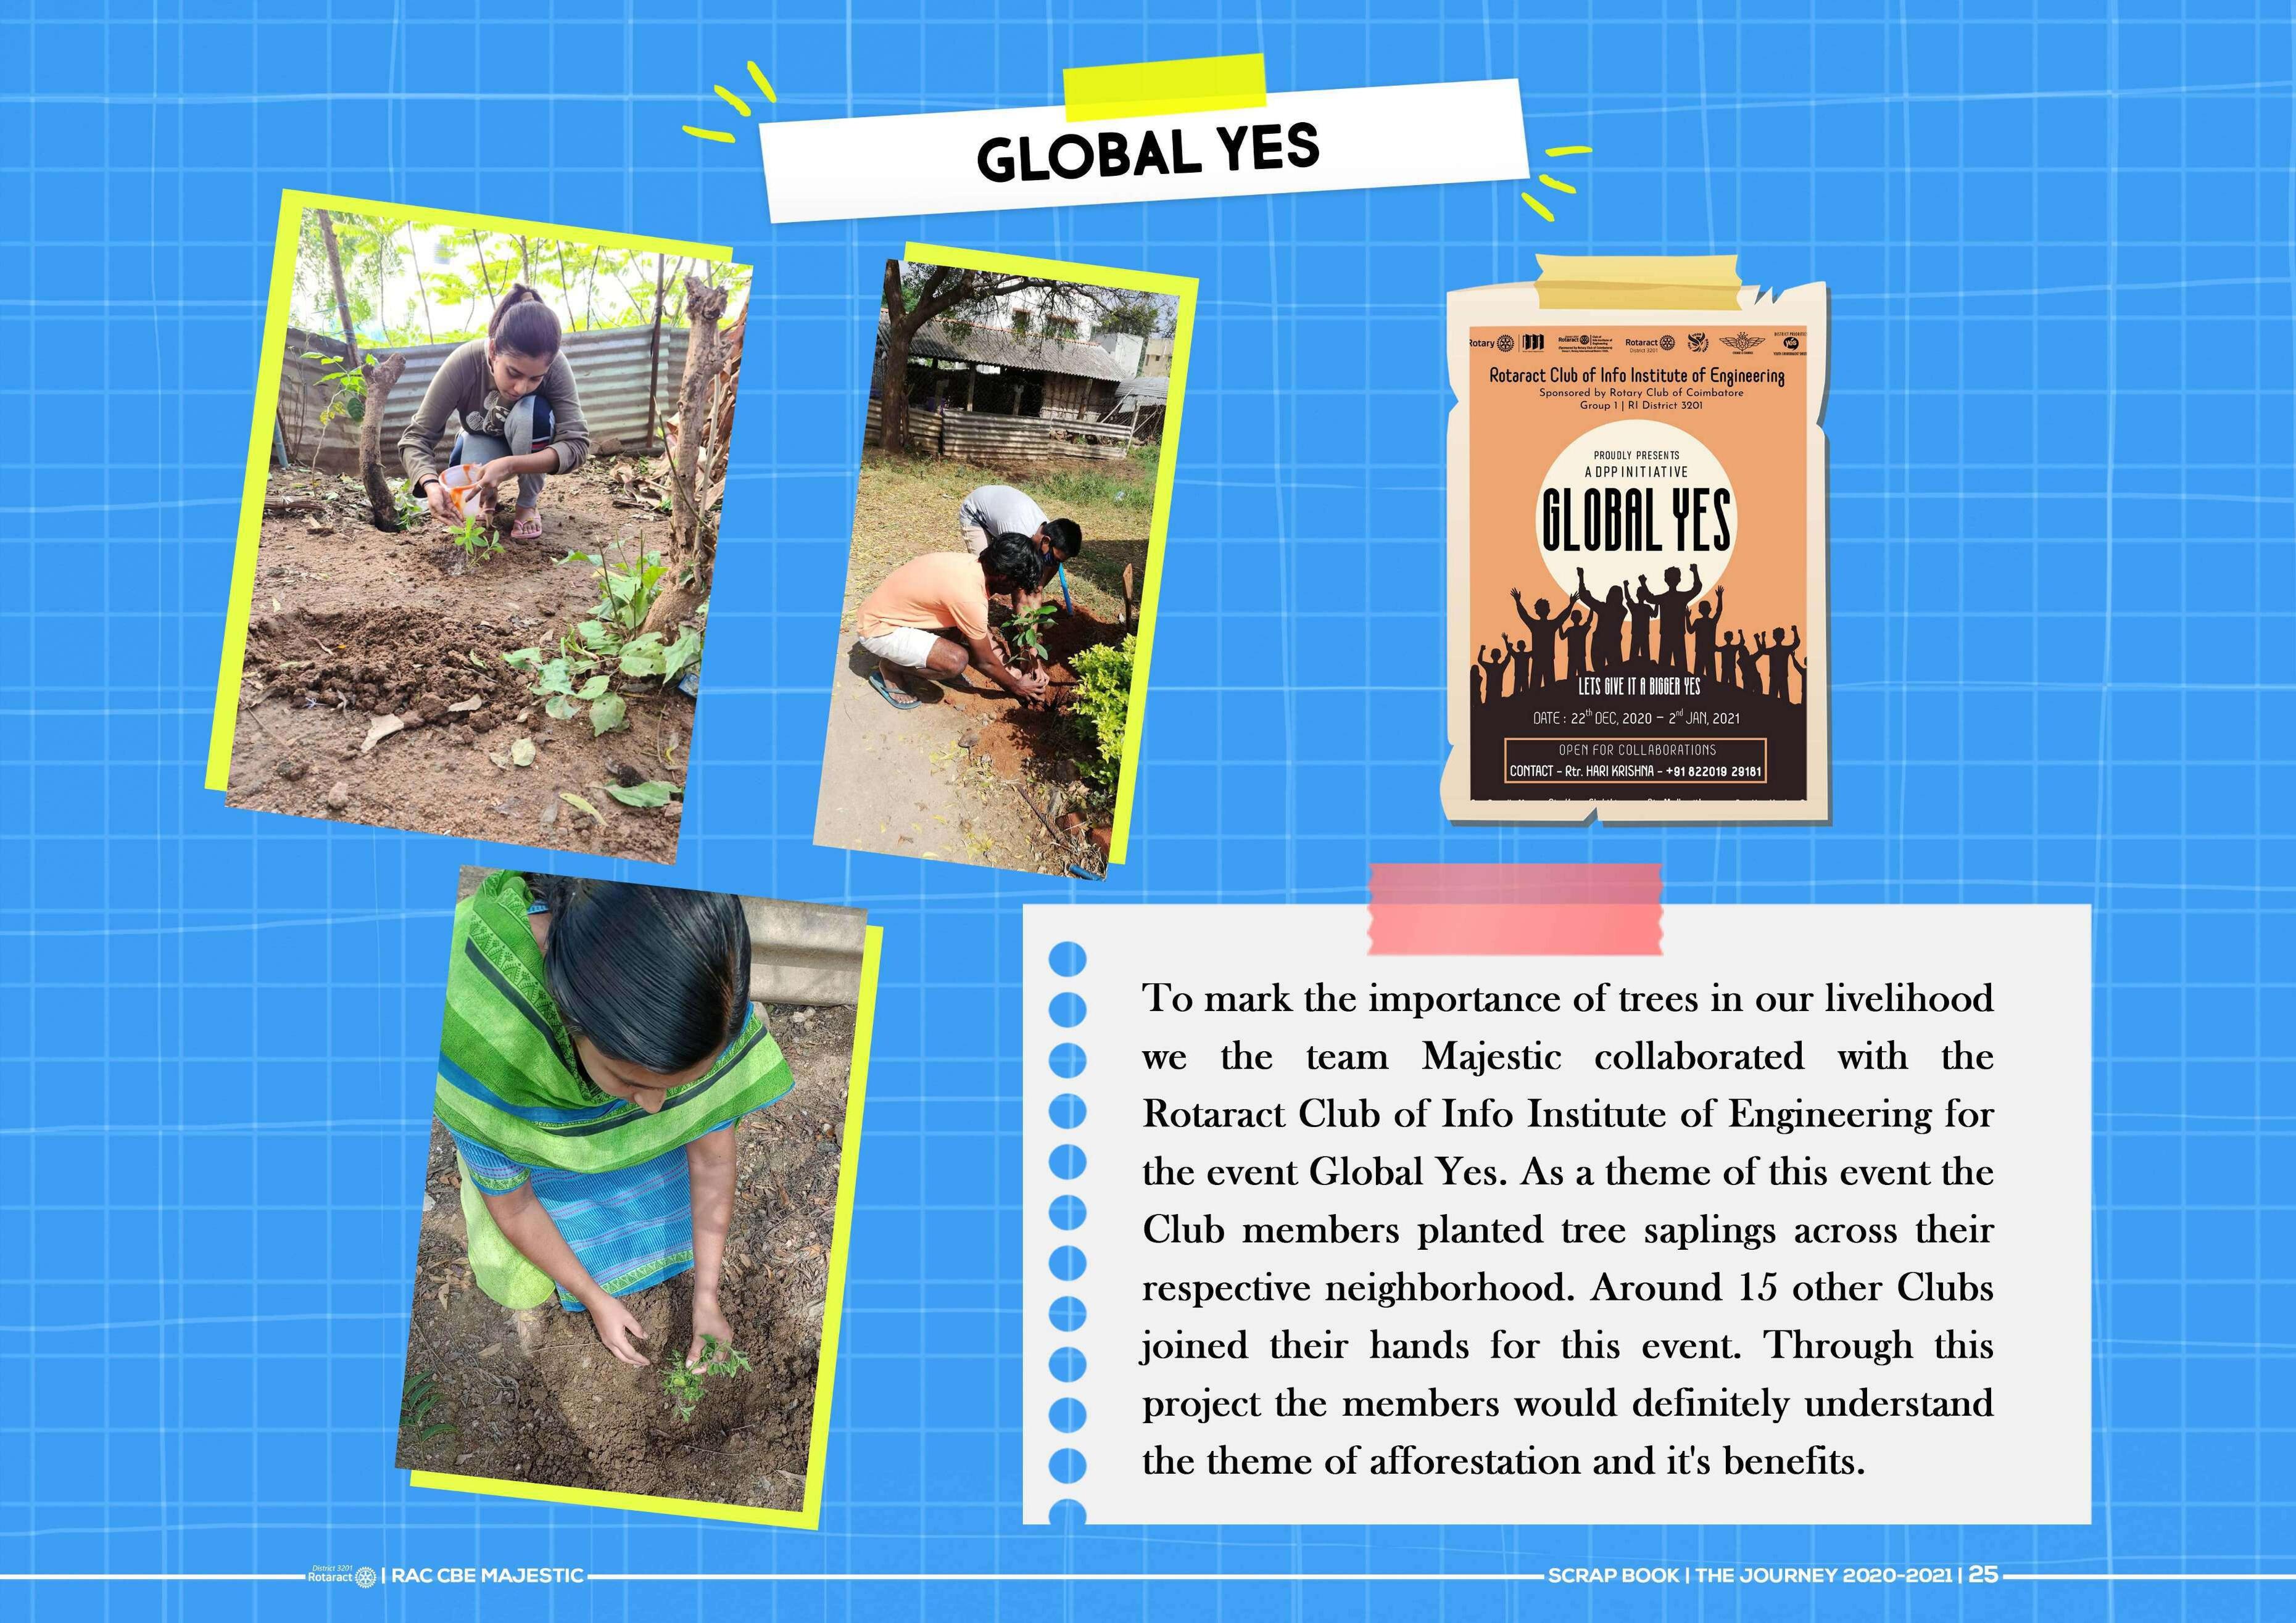 GLOBAL YES
Rotary
Rotaract
Rotaract
District 3201
Rotaract Club of Info Institute of Engineering
Sponsored by Rotary Club of Coimbatore
Group 1 | RI District 3201
PROUDLY PRESENTS
A DPP INITIATIVE
GLOBAL YES
LETS GIVE IT A BIGGER YES
DATE : 22th DEC, 2020 – 2nd JAN, 2021
OPEN FOR COLLABORATIONS
CONTACT – Rtr. HARI KRISHNA – +91 822019 29181
To mark the importance of trees in our livelihood
we the team Majestic collaborated with the
Rotaract Club of Info Institute of Engineering for
the event Global Yes. As a theme of this event the
Club members planted tree saplings across their
respective neighborhood. Around 15 other Clubs
joined their hands for this event. Through this
project the members would definitely understand
the theme of afforestation and it's benefits.
District 3201
Rotaract | RAC CBE MAJESTIC
SCRAP BOOK | THE JOURNEY 2020-2021 | 25